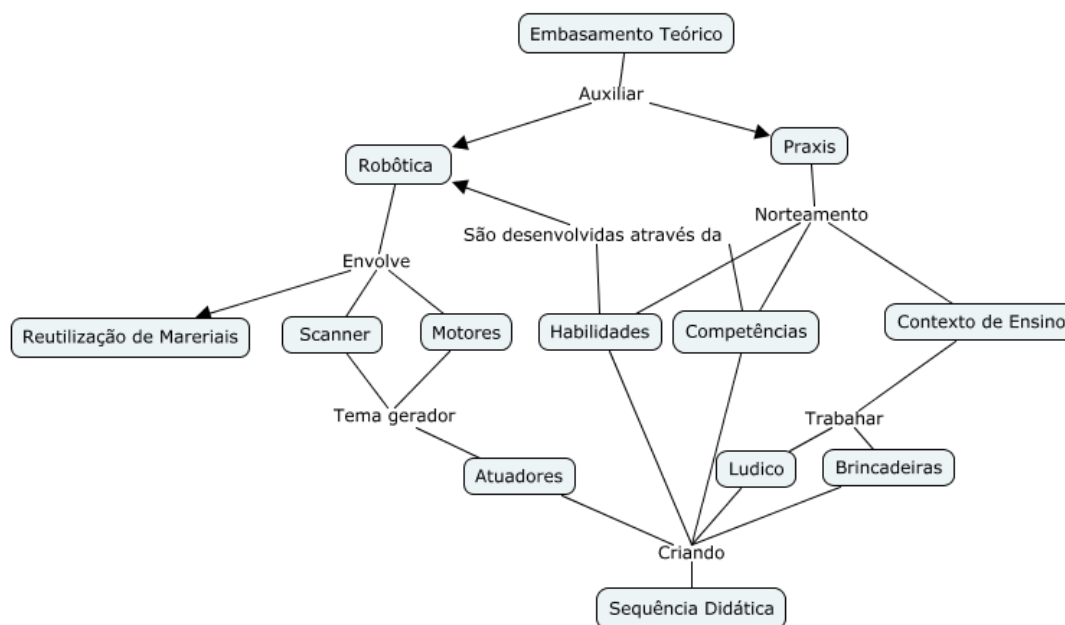 Embasamento Teórico
Auxiliar
Robôtica
Praxis
Norteamento
São desenvolvidas através da
Envolve
Reutilização de Mareriais
Scanner
Motores
Habilidades
Competências
Contexto de Ensino
Tema gerador
Trabahar
Atuadores
Ludico
Brincadeiras
Criando
Sequência Didática